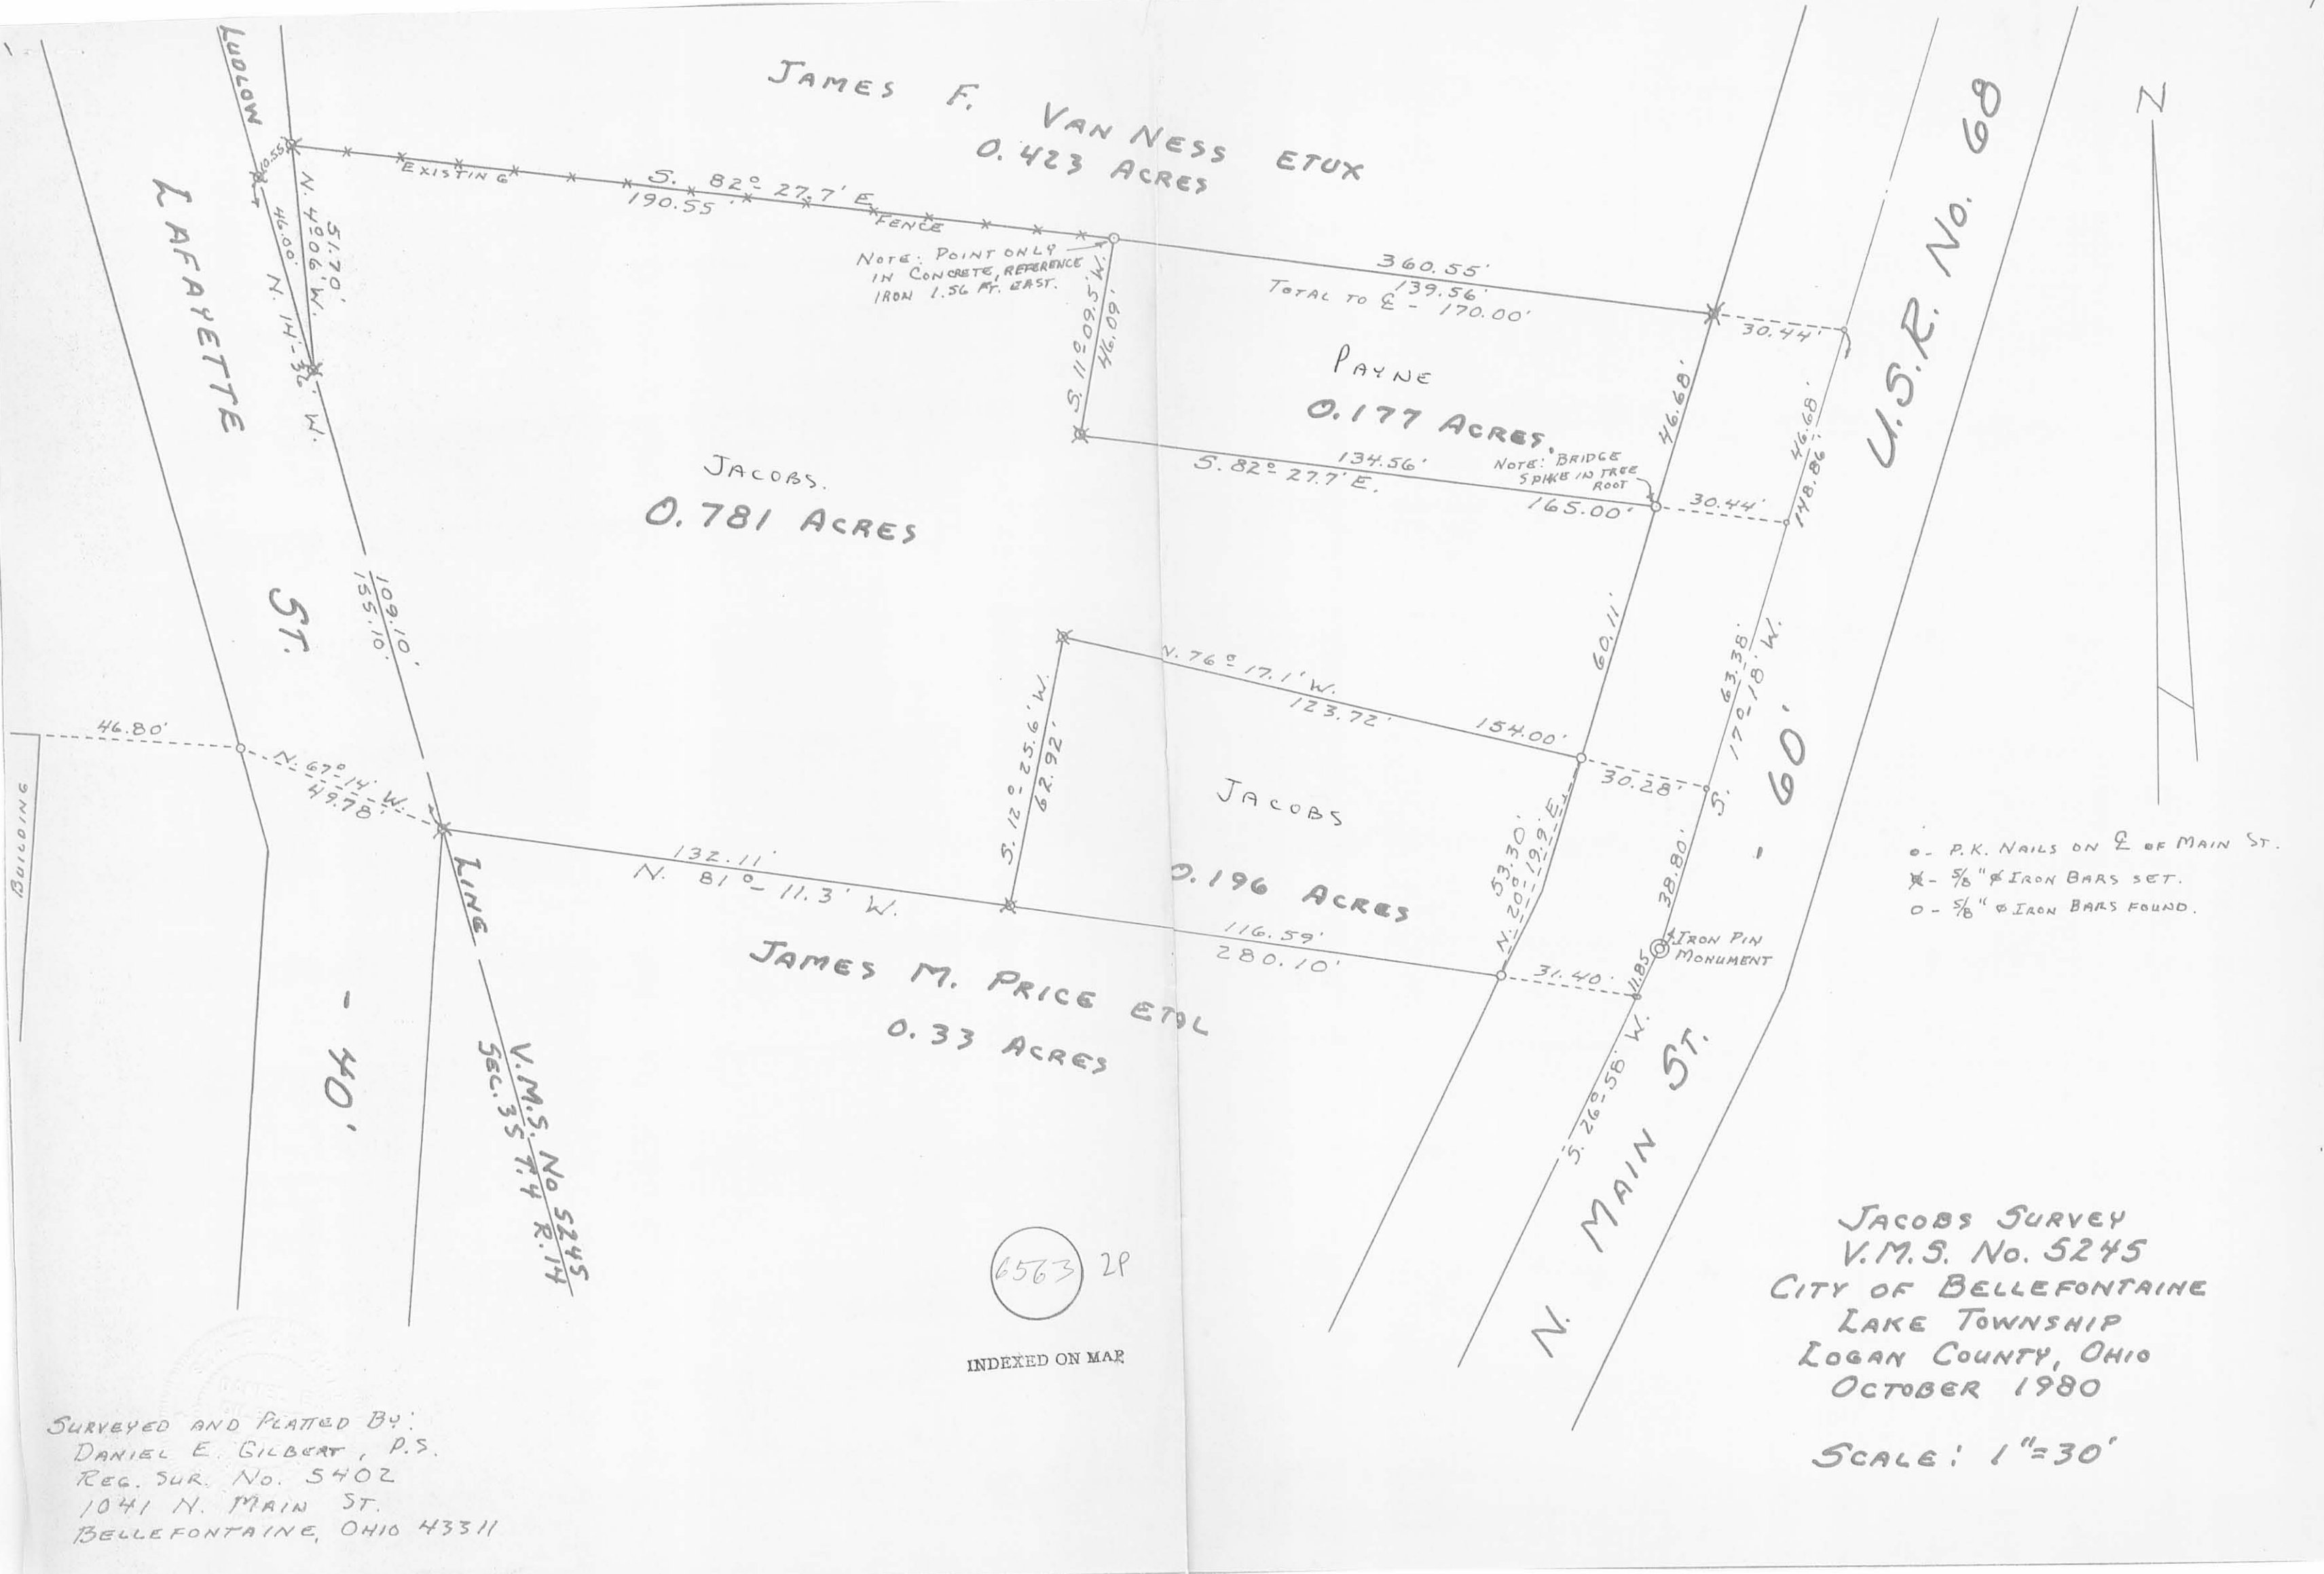 JAMES F. VAN NESS ETUX
0.423 ACRES
LUDLOW
10.55'
EXISTING
S. 82°-27.7' E.
190.55'
FENCE
NOTE: POINT ONLY
IN CONCRETE, REFERENCE
IRON 1.56 FT. EAST.
360.55'
139.56'
TOTAL TO ℄ - 170.00'
30.44'
N. 4°-06' W.
51.70'
46.00'
N. 14°-36' W.
LAFAYETTE ST. - 40'
S. 11°-09.5' W.
46.09'
PAYNE
0.177 ACRES.
46.68'
46.68'
148.86'
U.S.R. No. 68
JACOBS.
0.781 ACRES
S. 82°-27.7' E.
134.56'
165.00'
NOTE: BRIDGE
SPIKE IN TREE
ROOT
30.44'
109.10'
155.10'
60.11'
63.38'
S. 17°-18' W.
N. 76°-17.1' W.
123.72'
154.00'
30.28'
46.80'
BUILDING
N. 67°-14' W.
49.78'
S. 12°-25.6' W.
62.92'
JACOBS
0.196 ACRES
53.30'
N. 20°-19.9' E.
38.80'
- 60'
132.11'
N. 81°-11.3' W.
LINE
116.59'
280.10'
31.40'
11.85
IRON PIN
MONUMENT
o- P.K. NAILS ON ℄ OF MAIN ST.
- 5/8" ϕ IRON BARS SET.
O - 5/8" ϕ IRON BARS FOUND.
JAMES M. PRICE ETAL
0.33 ACRES
V.M.S. No 5245
SEC. 35 T.4 R.14
S. 26°-58' W.
N. MAIN ST.
6563 2P
INDEXED ON MAP
JACOBS SURVEY
V.M.S. No. 5245
CITY OF BELLEFONTAINE
LAKE TOWNSHIP
LOGAN COUNTY, OHIO
OCTOBER 1980
SCALE: 1"=30'
N
SURVEYED AND PLATTED BY:
DANIEL E. GILBERT, P.S.
REG. SUR. No. 5402
1041 N. MAIN ST.
BELLEFONTAINE, OHIO 43311